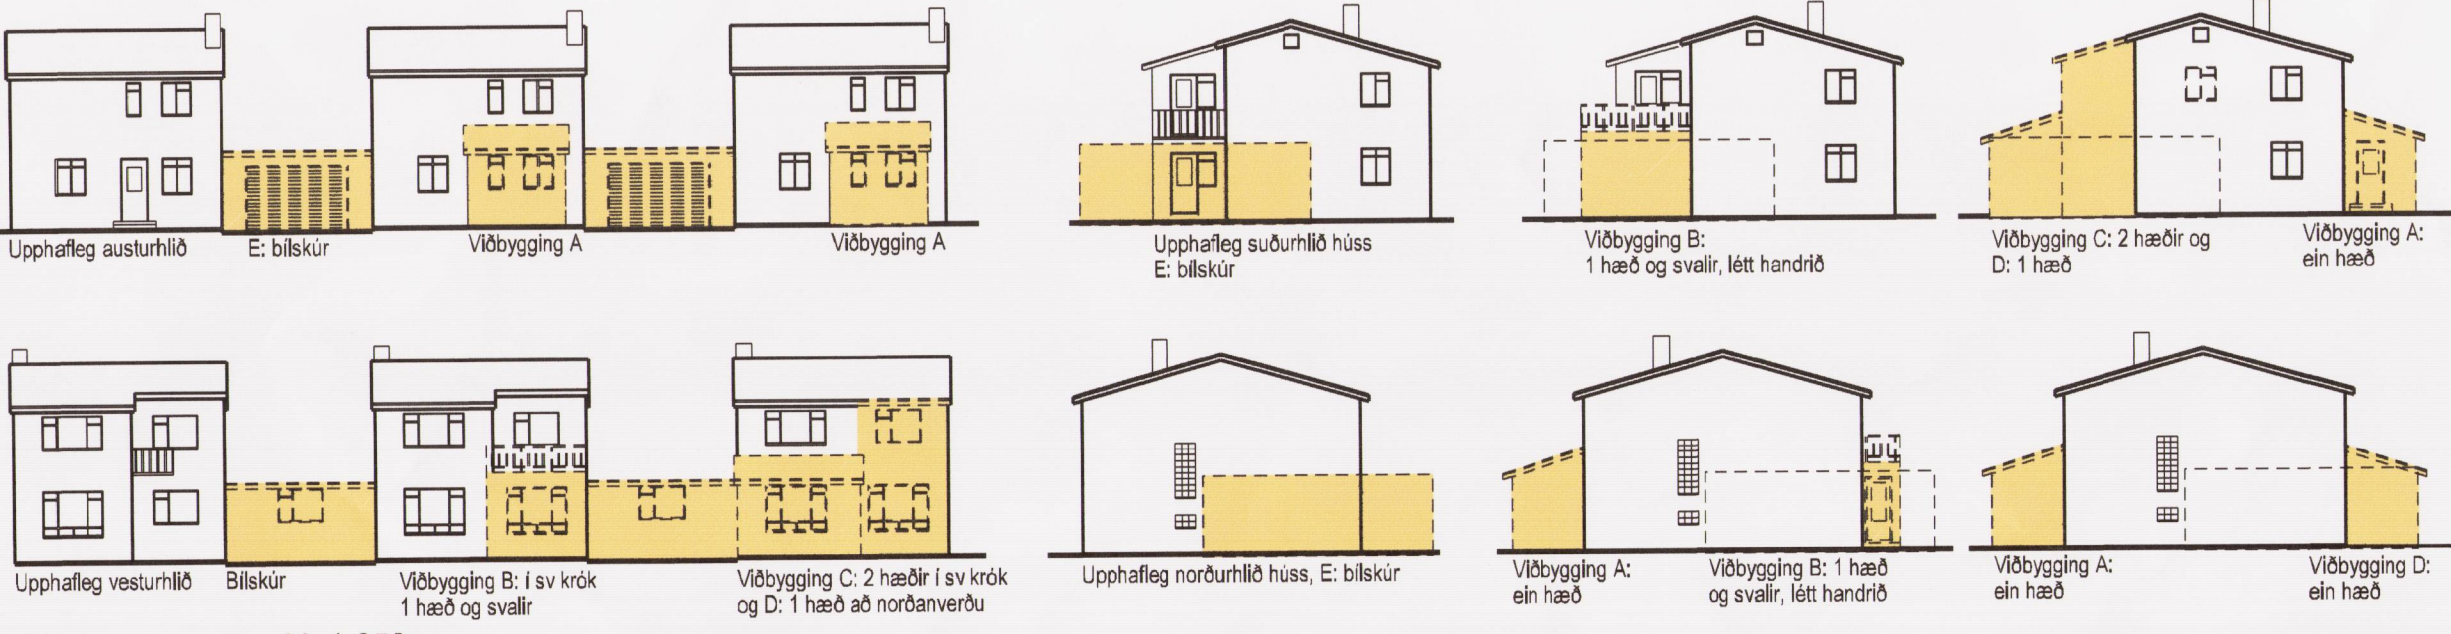 Upphafleg austurhlið
E: bílskúr
Viðbygging A
Viðbygging A
Upphafleg suðurhlið húss
E: bílskúr
Viðbygging B:
1 hæð og svalir, létt handrið
Viðbygging C: 2 hæðir og
D: 1 hæð
Viðbygging A:
ein hæð
Upphafleg vesturhlið
Bílskúr
Viðbygging B: í sv krók
1 hæð og svalir
Viðbygging C: 2 hæðir í sv krók
og D: 1 hæð að norðanverðu
Upphafleg norðurhlið húss, E: bílskúr
Viðbygging A:
ein hæð
Viðbygging B: 1 hæð
og svalir, létt handrið
Viðbygging A:
ein hæð
Viðbygging D:
ein hæð